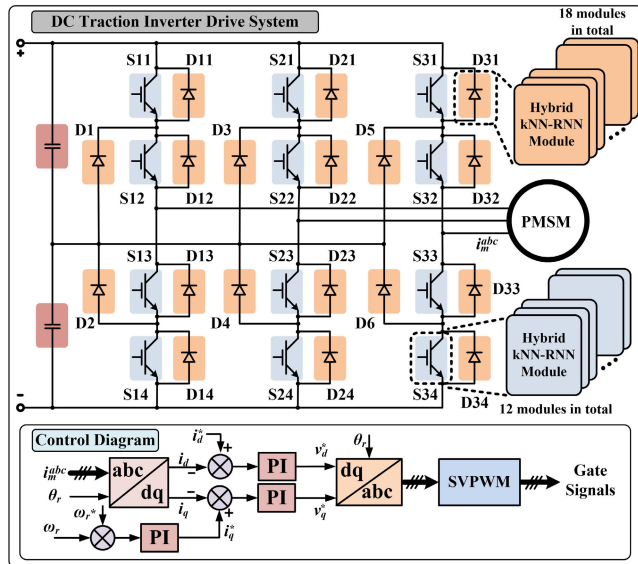 DC Traction Inverter Drive System
18 modules
in total
+
S11 D11 S21 D21 S31 D31
Hybrid
kNN-RNN
Module
D1 D3 D5
S12 D12 S22 D22 S32 D32
PMSM
i_m^{abc}
S13 D13 S23 D23 S33
D33
D2 D4 D6
Hybrid
kNN-RNN
Module
-
S14 D14 S24 D24 S34 D34
12 modules in total
Control Diagram
i_d^* + θ_r
i_m^{abc} abc i_d − PI v_d^* dq SVPWM Gate
Signals
θ_r dq i_q − PI v_q^* abc
ω_r^* + i_q^*
ω_r PI